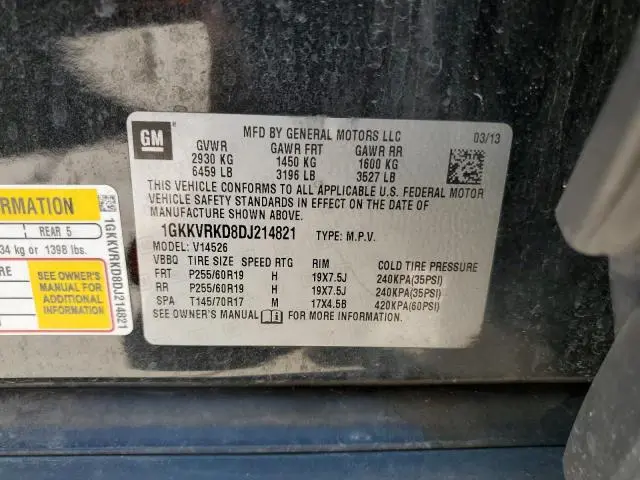 GM
MFD BY GENERAL MOTORS LLC 03/13
GVWR GAWR FRT GAWR RR
2930 KG 1450 KG 1600 KG
6459 LB 3196 LB 3527 LB
THIS VEHICLE CONFORMS TO ALL APPLICABLE U.S. FEDERAL MOTOR
VEHICLE SAFETY STANDARDS IN EFFECT ON THE DATE OF
MANUFACTURE SHOWN ABOVE.
1GKKVRKD8DJ214821 TYPE: M.P.V.
MODEL: V14526
VBBQ TIRE SIZE SPEED RTG RIM COLD TIRE PRESSURE
FRT P255/60R19 H 19X7.5J 240KPA(35PSI)
RR P255/60R19 H 19X7.5J 240KPA(35PSI)
SPA T145/70R17 M 17X4.5B 420KPA(60PSI)
SEE OWNER'S MANUAL i FOR MORE INFORMATION.
REAR 5
kg or 1398 lbs.
SEE OWNER'S
MANUAL FOR
ADDITIONAL
INFORMATION
1GKKVRKD8DJ214821